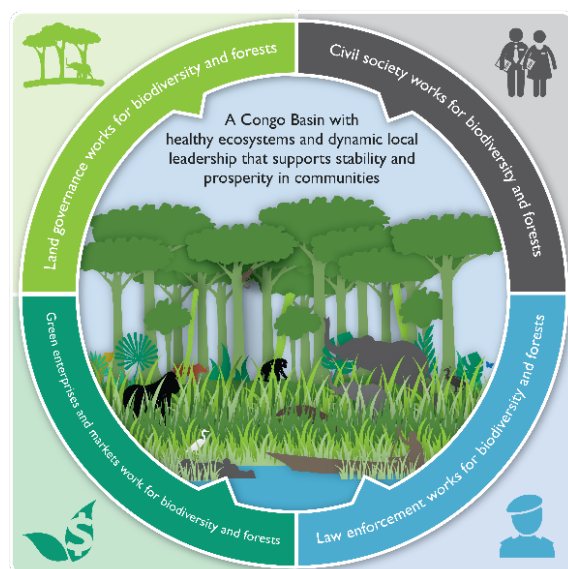 Land governance works for biodiversity and forests
Civil society works for biodiversity and forests
A Congo Basin with
healthy ecosystems and dynamic local
leadership that supports stability and
prosperity in communities
Green enterprises and markets work for biodiversity and forests
Law enforcement works for biodiversity and forests
$